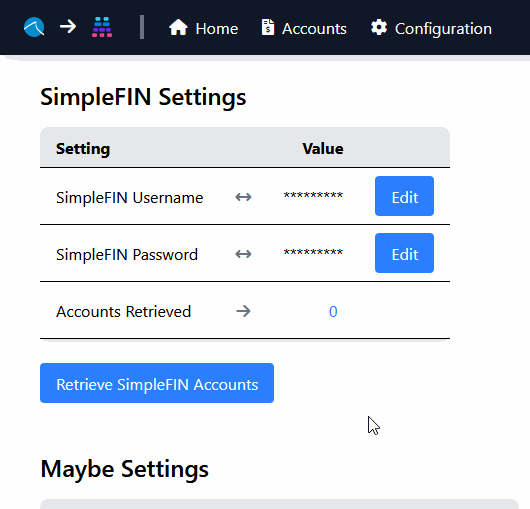 Home Accounts Configuration
SimpleFIN Settings
Setting Value
SimpleFIN Username ********* Edit
SimpleFIN Password ********* Edit
Accounts Retrieved 0
Retrieve SimpleFIN Accounts
Maybe Settings